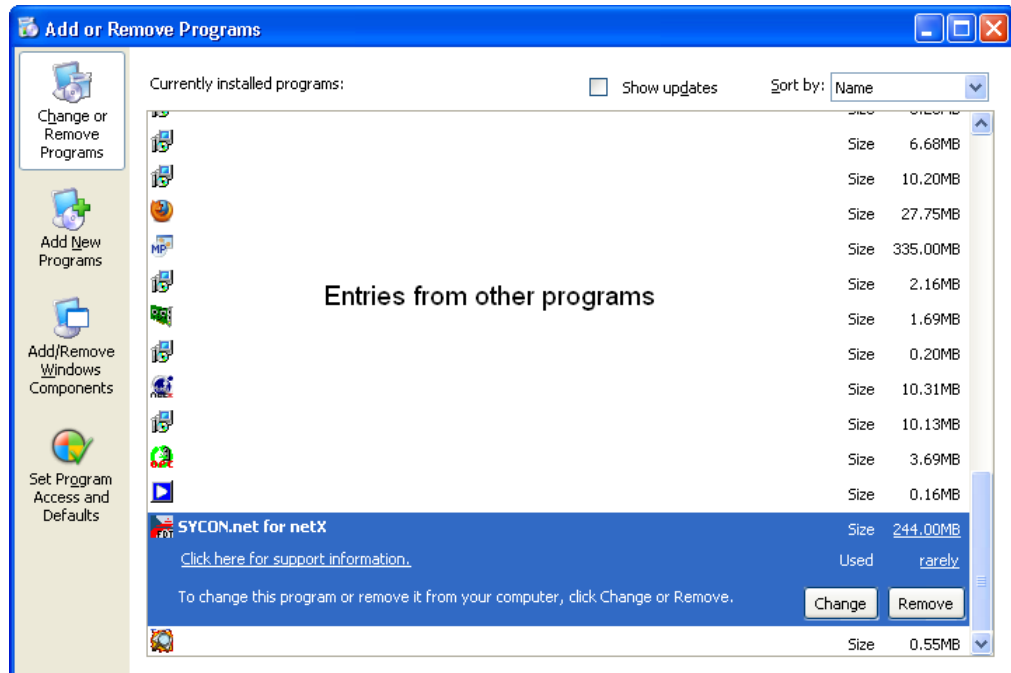 Add or Remove Programs
Change or
Remove
Programs
Add New
Programs
Add/Remove
Windows
Components
Set Program
Access and
Defaults
Currently installed programs:
Show updates
Sort by: Name
Size 6.68MB
Size 10.20MB
Size 27.75MB
MP
Size 335.00MB
Size 2.16MB
Entries from other programs
Size 1.69MB
Size 0.20MB
Size 10.31MB
Size 10.13MB
Size 3.69MB
Size 0.16MB
FDT SYCON.net for netX Size 244.00MB
Click here for support information. Used rarely
To change this program or remove it from your computer, click Change or Remove. Change Remove
Size 0.55MB